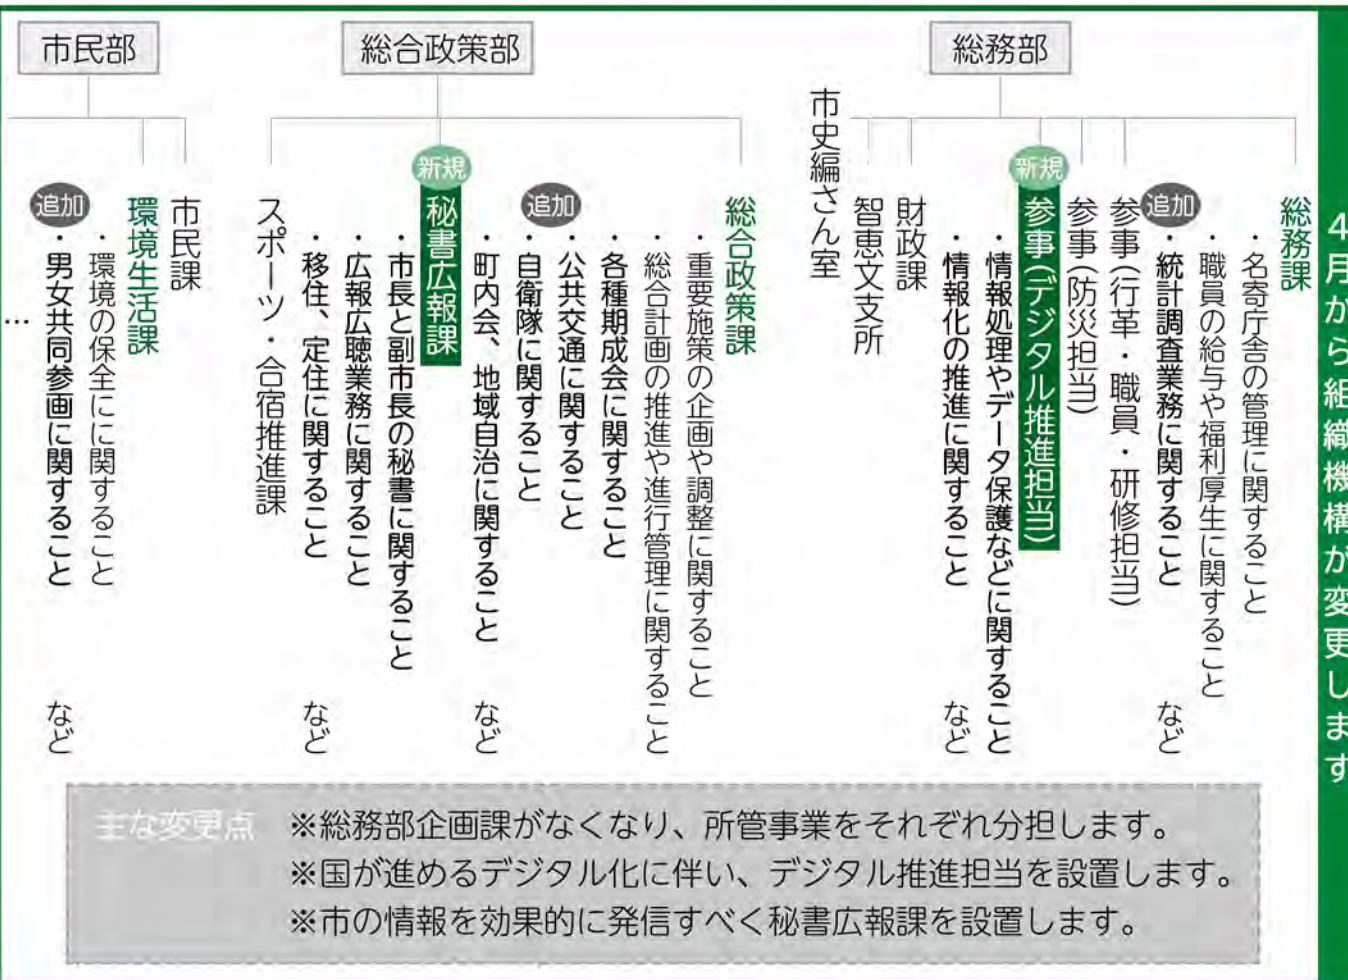 4月から組織機構が変更します
総務部
総務課
・名寄庁舎の管理に関すること
・職員の給与や福利厚生に関すること
追加
・統計調査業務に関すること など
参事(行革・職員・研修担当)
参事(防災担当)
新規
参事(デジタル推進担当)
・情報処理やデータ保護などに関すること
・情報化の推進に関すること など
財政課
智恵文支所
市史編さん室
総合政策部
総合政策課
・重要施策の企画や調整に関すること
・総合計画の推進や進行管理に関すること
・各種期成会に関すること
追加
・公共交通に関すること
・自衛隊に関すること
・町内会、地域自治に関すること など
新規
秘書広報課
・市長と副市長の秘書に関すること
・広報広聴業務に関すること
・移住、定住に関すること など
スポーツ・合宿推進課
市民部
市民課
環境生活課
・環境の保全にに関すること
追加
・男女共同参画に関すること など
…
主な変更点
※総務部企画課がなくなり、所管事業をそれぞれ分担します。
※国が進めるデジタル化に伴い、デジタル推進担当を設置します。
※市の情報を効果的に発信すべく秘書広報課を設置します。